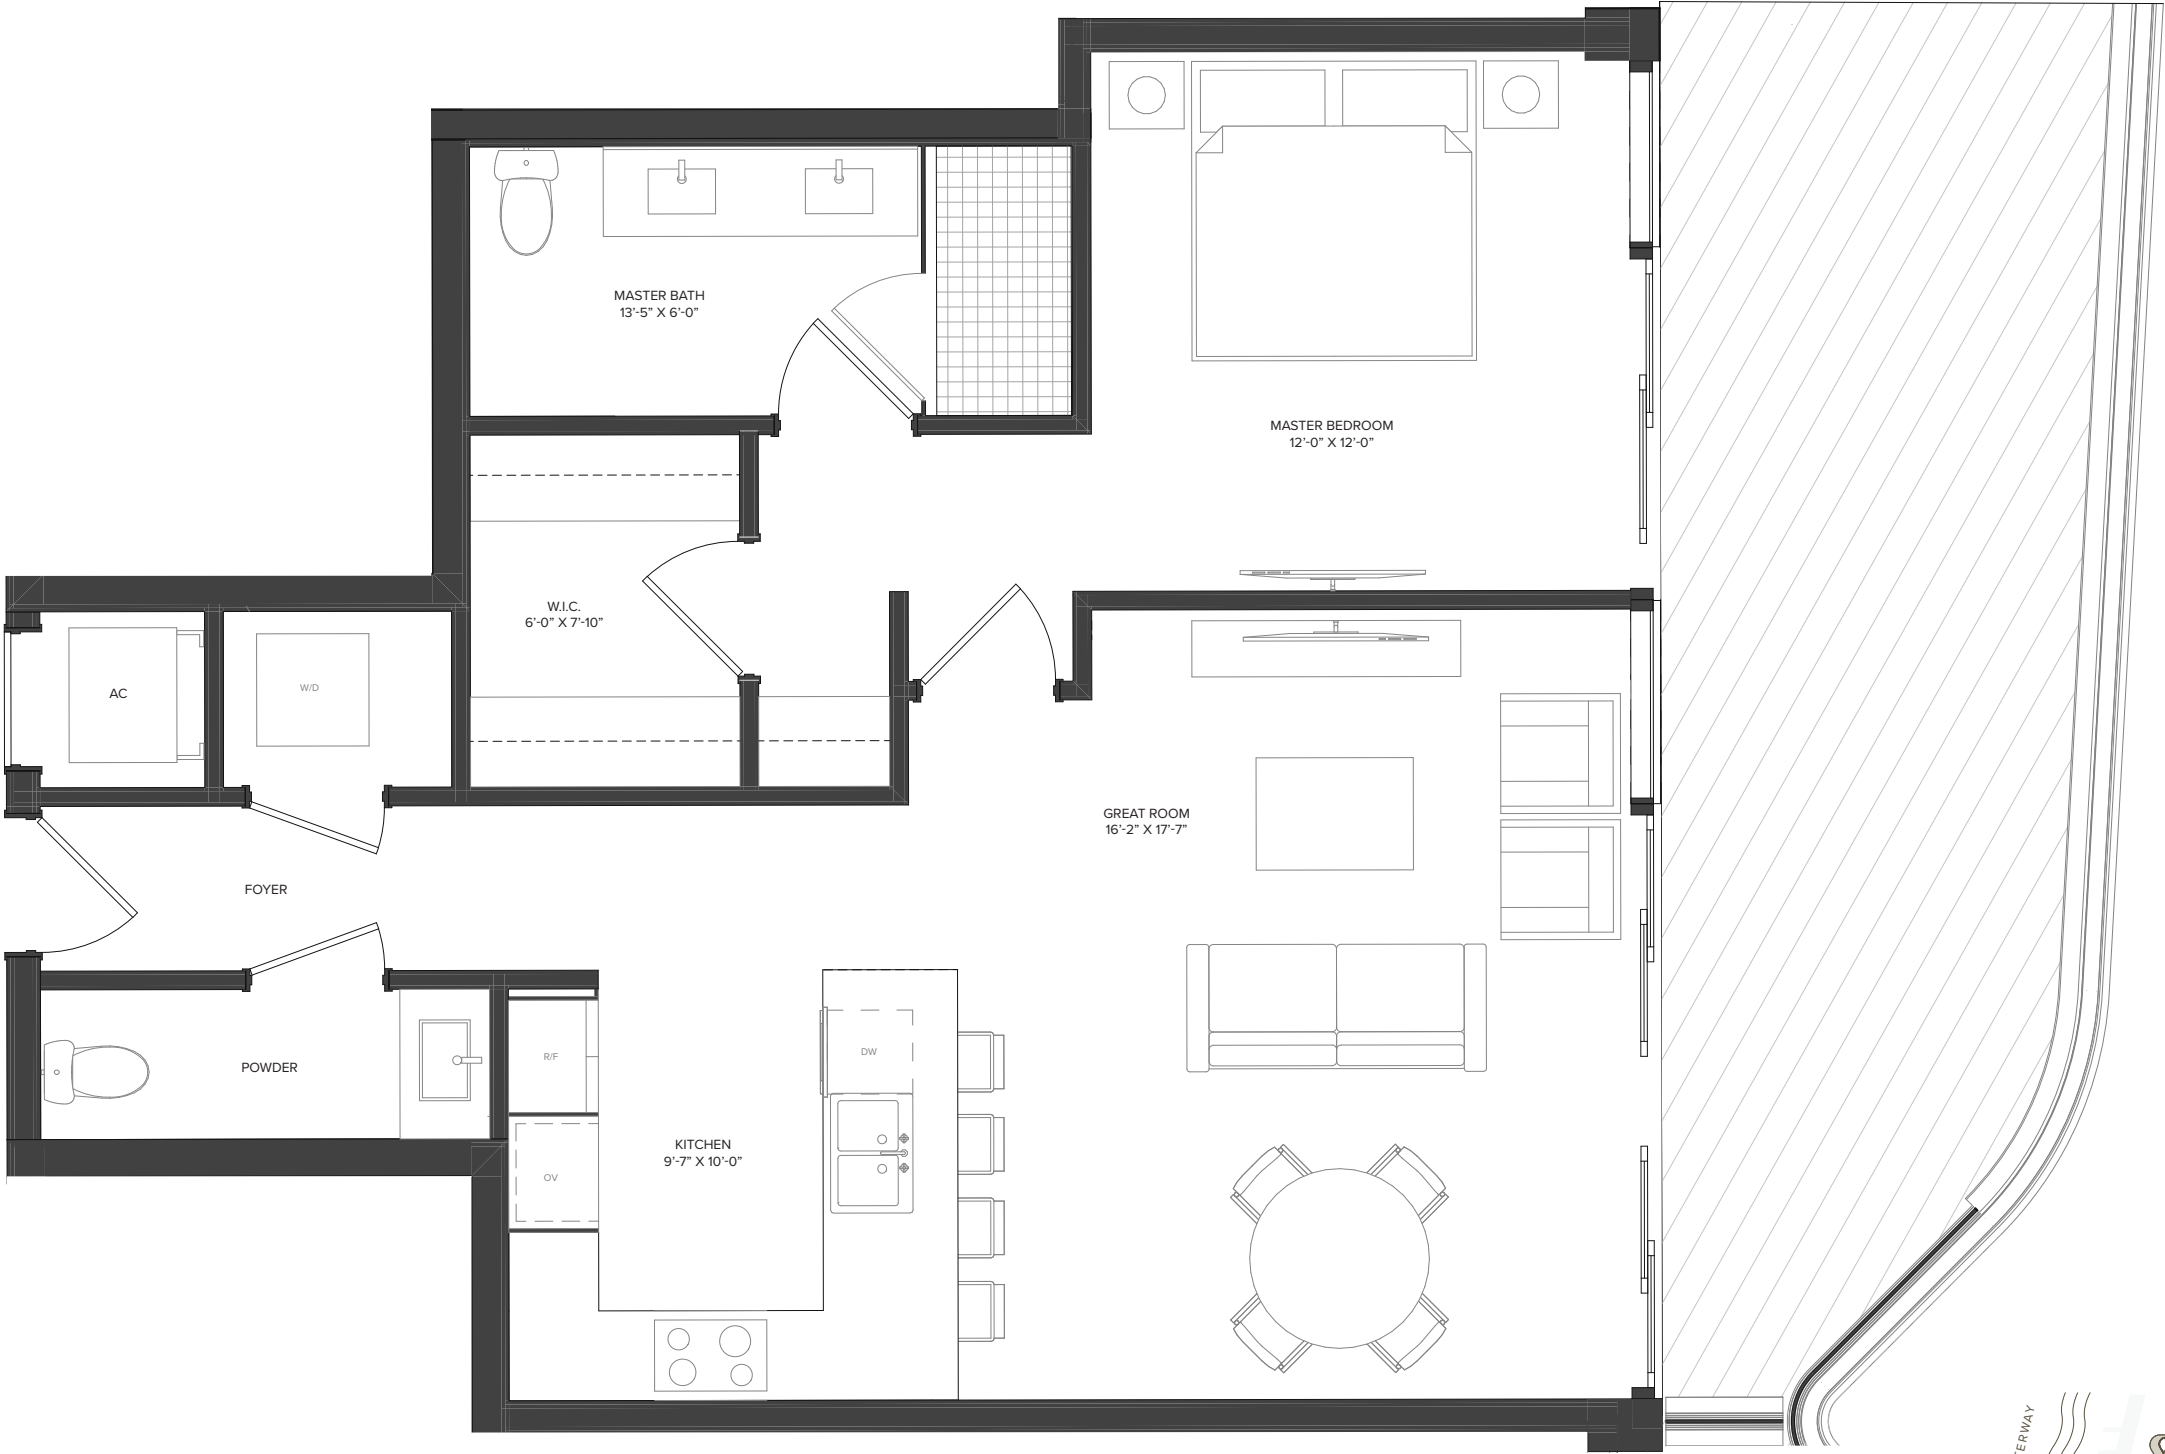 MASTER BATH
13'-5” X 6'-0”
MASTER BEDROOM
12'-0” X 12'-0”
W.I.C.
6'-0” X 7'-10”
AC
W/D
GREAT ROOM
16'-2” X 17'-7”
FOYER
POWDER
R/F
DW
KITCHEN
9'-7” X 10'-0”
OV